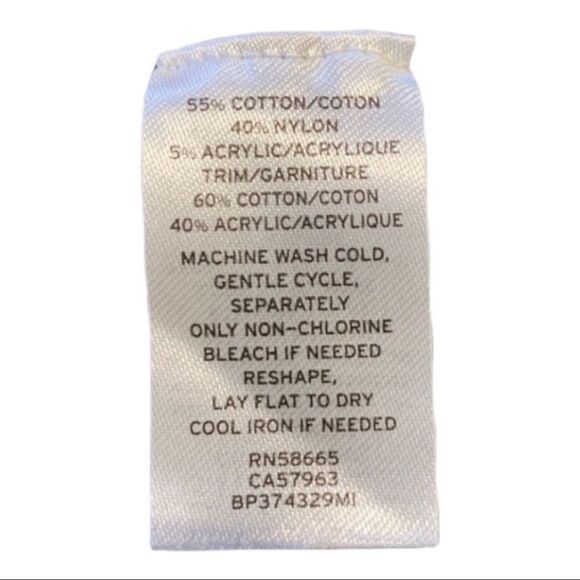 55% COTTON/COTON
40% NYLON
5% ACRYLIC/ACRYLIQUE
TRIM/GARNITURE
60% COTTON/COTON
40% ACRYLIC/ACRYLIQUE
MACHINE WASH COLD,
GENTLE CYCLE,
SEPARATELY
ONLY NON-CHLORINE
BLEACH IF NEEDED
RESHAPE,
LAY FLAT TO DRY
COOL IRON IF NEEDED
RN58665
CA57963
BP374329MI